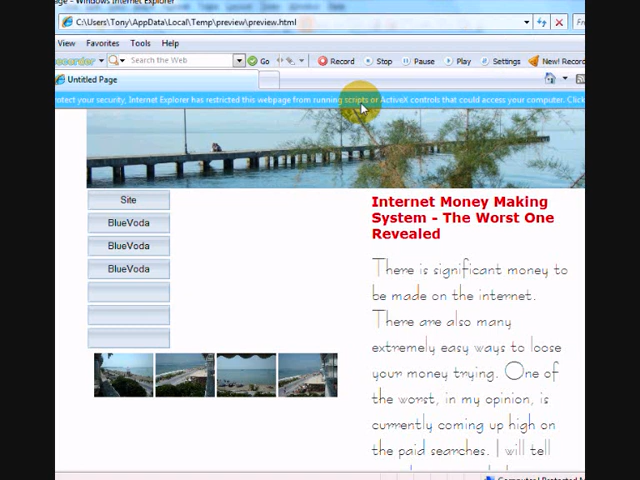 age - Windows Internet Explorer
C:\Users\Tony\AppData\Local\Temp\preview\preview.html
View Favorites Tools Help
Search the Web Go Record Stop Pause Play Settings New! Record
Untitled Page
rotect your security, Internet Explorer has restricted this webpage from running scripts or ActiveX controls that could access your computer. Click
Site
BlueVoda
BlueVoda
BlueVoda
Internet Money Making
System - The Worst One
Revealed
There is significant money to
be made on the internet.
There are also many
extremely easy ways to loose
your money trying. One of
the worst, in my opinion, is
currently coming up high on
the paid searches. I will tell